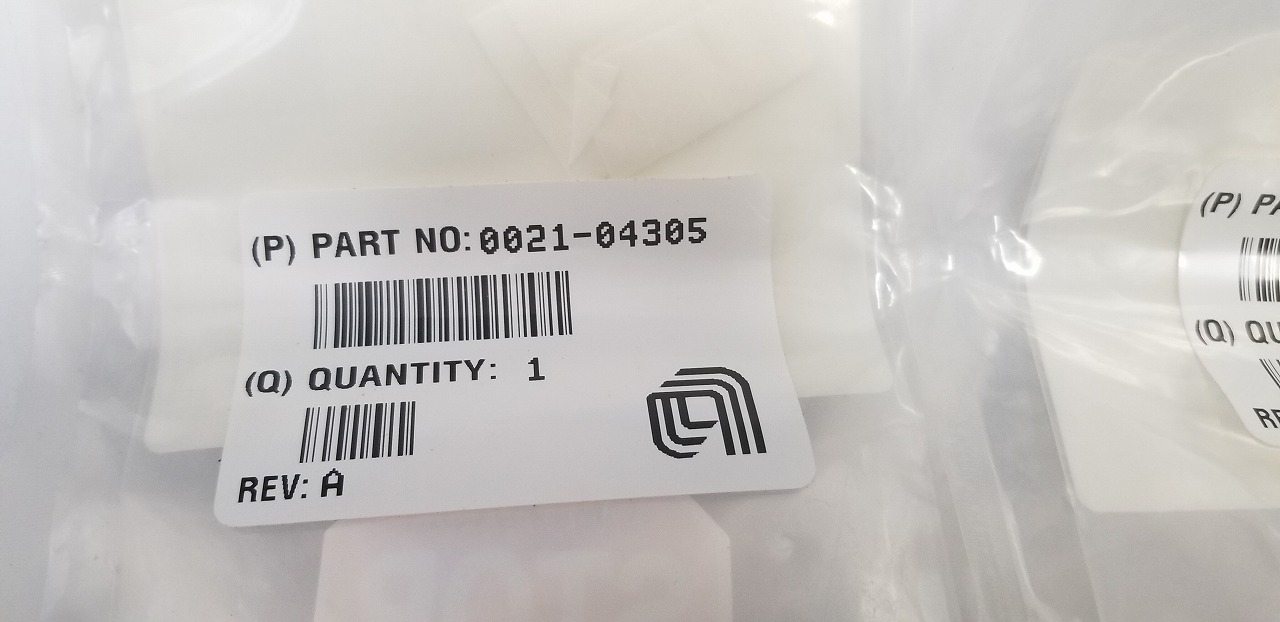 (P) PART NO: 0021-04305
(Q) QUANTITY: 1
REV: A
(P)
(Q)